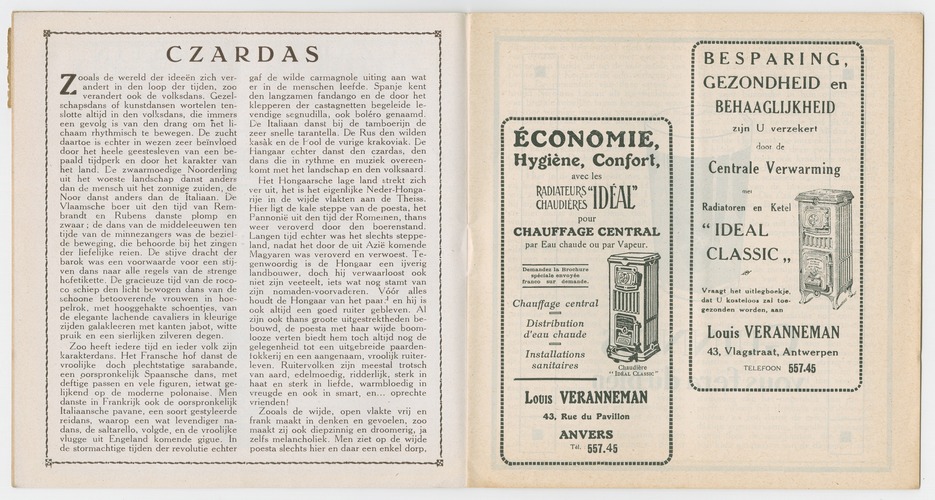 CZARDAS
Zooals de wereld der ideeën zich ver-
andert in den loop der tijden, zoo
verandert ook de volksdans. Gezel-
schapsdans of kunstdansen wortelen ten-
slotte altijd in den volksdans, die immers
een gevolg is van den drang om het li-
chaam rhythmisch te bewegen. De zucht
daartoe is echter in wezen zeer beïnvloed
door het heele geestesleven van een be-
paald tijdperk en door het karakter van
het land. De zwaarmoedige Noorderling
uit het woeste landschap danst anders
dan de mensch uit het zonnige zuiden, de
Noor danst anders dan de Italiaan. De
Vlaamsche boer uit den tijd van Rem-
brandt en Rubens danste plomp en
zwaar; de dans van de middeleeuwen ten
tijde van de minnezangers was de beziel-
de beweging, die behoorde bij het zingen
der liefelijke reien. De stijve dracht der
barok was een voorwaarde voor een stij-
ven dans naar alle regels van de strenge
hofetikette. De gracieuze tijd van de roco-
co schiep den licht bewogen dans van de
schoone betooverende vrouwen in hoe-
pelrok, met hooggehakte schoentjes, van
de elegante lachende cavaliers in kleurige
zijden galakleeren met kanten jabot, witte
pruik en een sierlijken zilveren degen.
Zoo heeft iedere tijd en ieder volk zijn
karakterdans. Het Fransche hof danst de
vroolijke doch plechtstatige sarabande,
een oorspronkelijk Spaansche dans, met
deftige passen en vele figuren, ietwat ge-
lijkend op de moderne polonaise. Men
danste in Frankrijk ook de oorspronkelijk
Italiaansche pavane, een soort gestyleerde
reidans, waarop een wat levendiger na-
dans, de saltarello, volgde, en de vroolijke
vlugge uit Engeland komende gigue. In
de stormachtige tijden der revolutie echter
gaf de wilde carmagnole uiting aan wat
er in de menschen leefde. Spanje kent
den langzamen fandango en de door het
klepperen der castagnetten begeleide le-
vendige segnudilla, ook boléro genaamd.
De Italiaan danst bij de tamboerijn de
zeer snelle tarantella. De Rus den wilden
kasâk en de Pool de vurige krakoviak. De
Hongaar echter danst den czardas, den
dans die in rythme en muziek overeen-
komt met het landschap en den volksaard.
Het Hongaarsche lage land strekt zich
ver uit, het is het eigenlijke Neder-Honga-
rije in de wijde vlakten aan de Theiss.
Hier ligt de kale steppe van de poesta, het
Pannonië uit den tijd der Romeinen, thans
weer veroverd door den boerenstand.
Langen tijd echter was het slechts steppe-
land, nadat het door de uit Azië komende
Magyaren was veroverd en verwoest. Te-
genwoordig is de Hongaar een ijverig
landbouwer, doch hij verwaarloost ook
niet zijn veeteelt, iets wat nog stamt van
zijn nomaden-voorvaderen. Vóór alles
houdt de Hongaar van het paard en hij is
ook altijd een goed ruiter gebleven. Al
zijn ook thans groote uitgestrektheden be-
bouwd, de poesta met haar wijde boom-
looze verten biedt hem toch altijd nog de
gelegenheid tot een uitgebreide paarden-
fokkerij en een aangenaam, vroolijk ruiter-
leven. Ruitervolken zijn meestal trotsch
van aard, edelmoedig, ridderlijk, sterk in
haat en sterk in liefde, warmbloedig in
vreugde en ook in smart, en... oprechte
vrienden!
Zooals de wijde, open vlakte vrij en
frank maakt in denken en gevoelen, zoo
maakt zij ook diepzinnig en droomerig, ja
zelfs melancholiek. Men ziet op de wijde
poesta slechts hier en daar een enkel dorp,
ÉCONOMIE,
Hygiène, Confort,
avec les
RADIATEURS "IDÉAL"
CHAUDIÈRES
pour
CHAUFFAGE CENTRAL
par Eau chaude ou par Vapeur.
Demandez la Brochure
spéciale envoyée
franco sur demande.
Chauffage central
Distribution
d'eau chaude
Installations
sanitaires
Chaudière
"IDEAL CLASSIC"
LOUIS VERANNEMAN
43, Rue du Pavillon
ANVERS
Tél. 557.45
BESPARING,
GEZONDHEID en
BEHAAGLIJKHEID
zijn U verzekert
door de
Centrale Verwarming
met
Radiatoren en Ketel
“IDEAL
CLASSIC„
Vraagt het uitlegboekje,
dat U kosteloos zal toe-
gezonden worden, aan
Louis VERANNEMAN
43, Vlagstraat, Antwerpen
TELEFOON 557.45